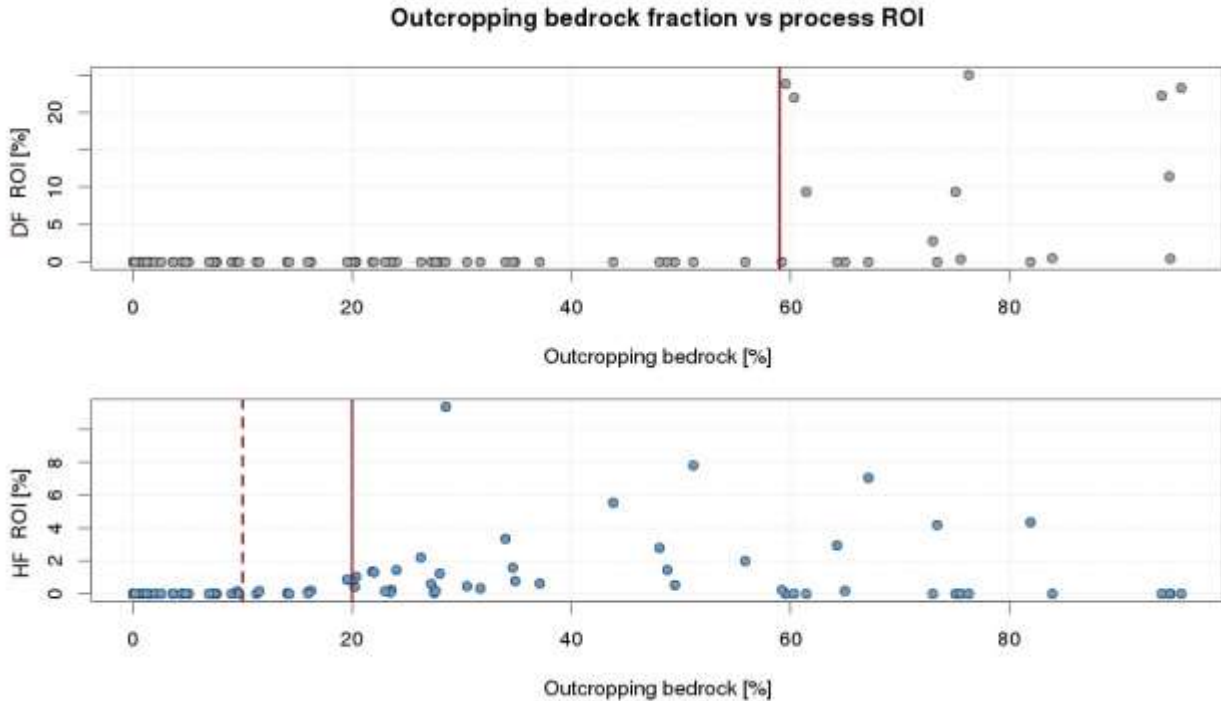 Outcropping bedrock fraction vs process ROI
DF ROI [%]
20
10
5
0
0 20 40 60 80
Outcropping bedrock [%]
HF ROI [%]
8
6
4
2
0
0 20 40 60 80
Outcropping bedrock [%]